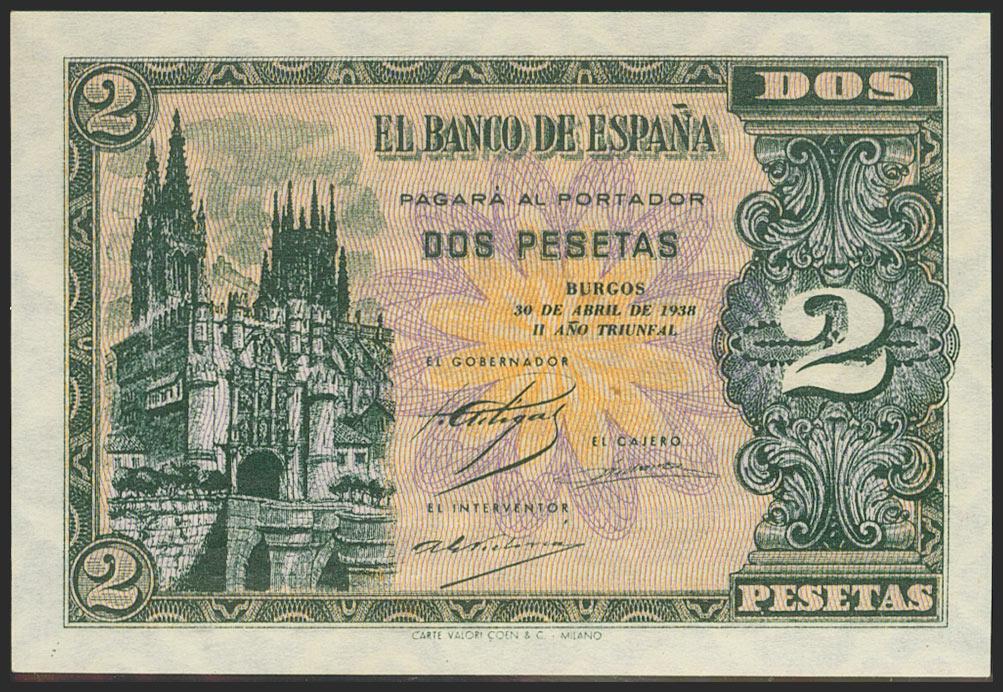 2
DOS
EL BANCO DE ESPAÑA
PAGARÁ AL PORTADOR
DOS PESETAS
BURGOS
30 DE ABRIL DE 1938
II AÑO TRIUNFAL
2
EL GOBERNADOR
EL CAJERO
EL INTERVENTOR
2
PESETAS
CARTE VALORI COEN & C. - MILANO